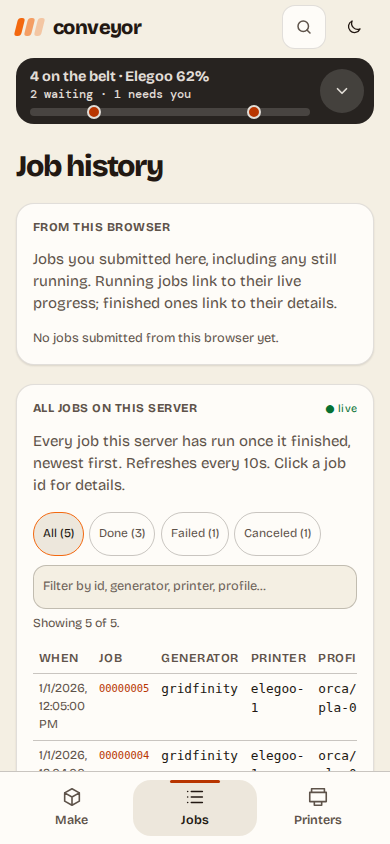 conveyor
4 on the belt · Elegoo 62%
2 waiting · 1 needs you
Job history
FROM THIS BROWSER
Jobs you submitted here, including any still
running. Running jobs link to their live
progress; finished ones link to their details.
No jobs submitted from this browser yet.
ALL JOBS ON THIS SERVER
live
Every job this server has run once it finished,
newest first. Refreshes every 10s. Click a job
id for details.
All (5) Done (3) Failed (1) Canceled (1)
Filter by id, generator, printer, profile...
Showing 5 of 5.
WHEN JOB GENERATOR PRINTER PROFI
1/1/2026, 00000005 gridfinity elegoo- orca/
12:05:00 1 pla-0
PM
1/1/2026, 00000004 gridfinity elegoo- orca/
Make Jobs Printers